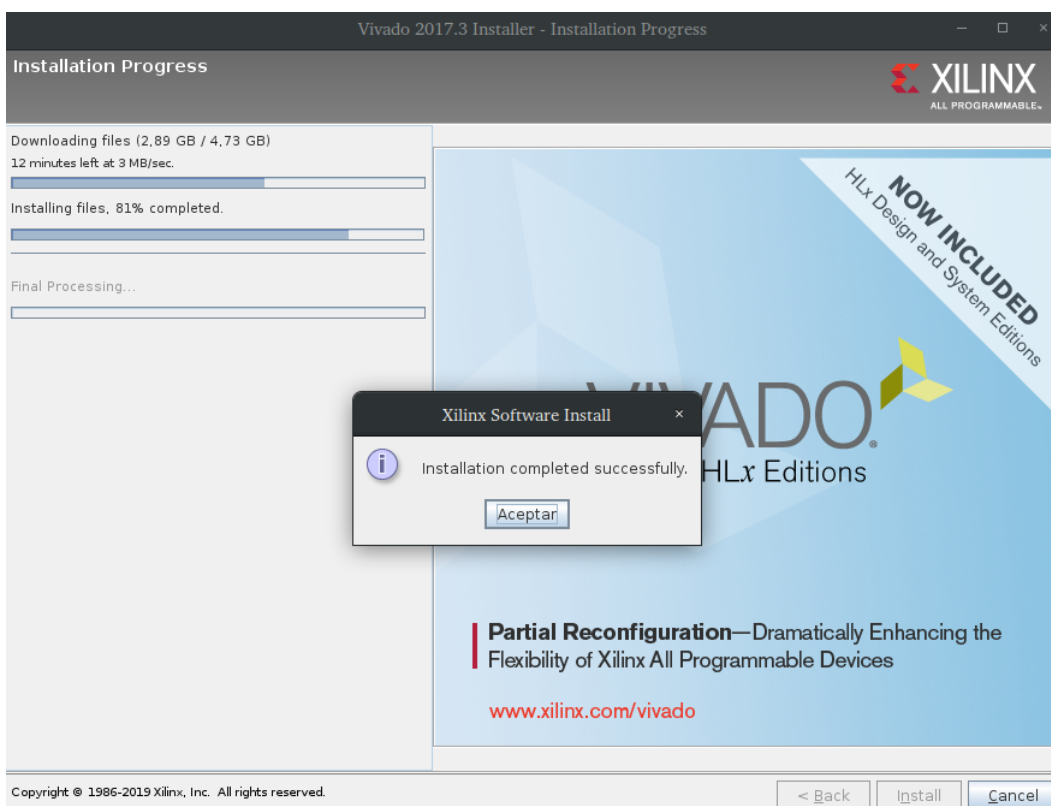 Vivado 2017.3 Installer - Installation Progress
Installation Progress
XILINX
ALL PROGRAMMABLE™
Downloading files (2,89 GB / 4,73 GB)
12 minutes left at 3 MB/sec.
Installing files, 81% completed.
Final Processing...
NOW INCLUDED
HLx Design and System Editions
VIVADO®
HLx Editions
Xilinx Software Install
Installation completed successfully.
Aceptar
Partial Reconfiguration—Dramatically Enhancing the
Flexibility of Xilinx All Programmable Devices
www.xilinx.com/vivado
Copyright © 1986-2019 Xilinx, Inc. All rights reserved.
< Back
Install
Cancel